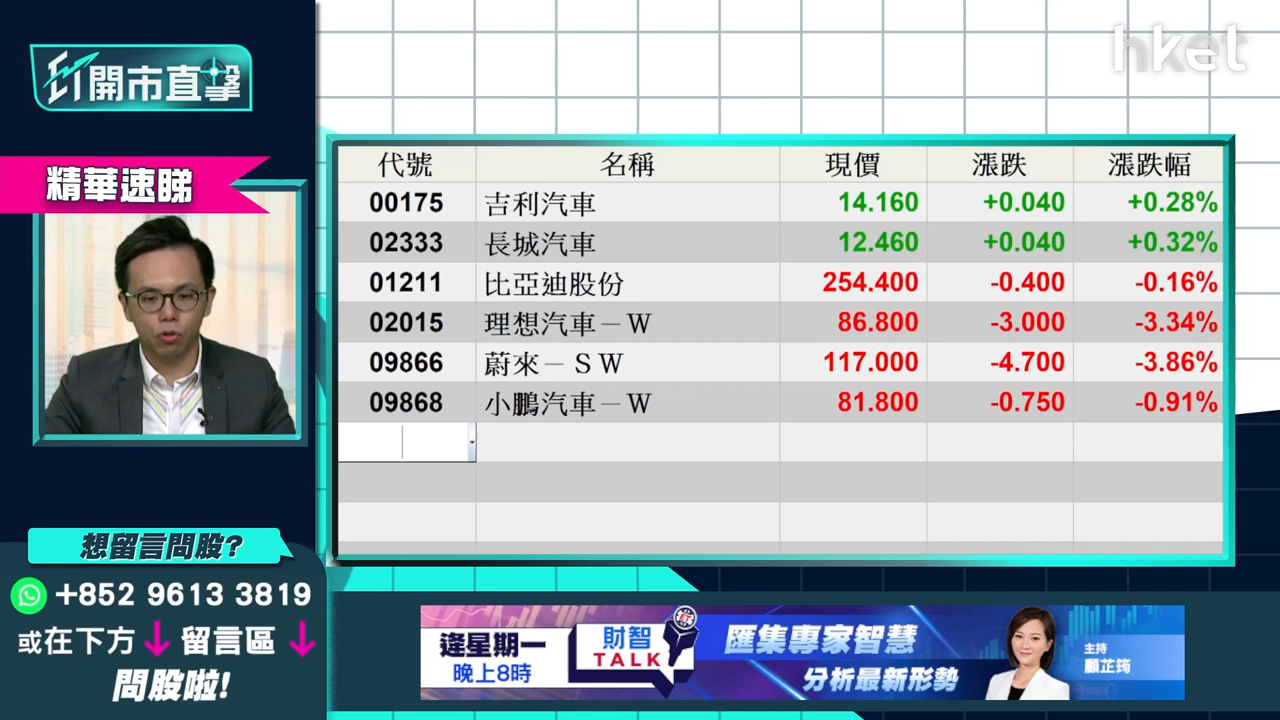 hket
ET開市直擊
精華速睇
代號 名稱 現價 漲跌 漲跌幅
00175 吉利汽車 14.160 +0.040 +0.28%
02333 長城汽車 12.460 +0.040 +0.32%
01211 比亞迪股份 254.400 -0.400 -0.16%
02015 理想汽車－W 86.800 -3.000 -3.34%
09866 蔚來－ＳＷ 117.000 -4.700 -3.86%
09868 小鵬汽車－W 81.800 -0.750 -0.91%
想留言問股?
+852 9613 3819
或在下方 留言區
問股啦!
逢星期一
晚上8時
財智
TALK
匯集專家智慧
分析最新形勢
主持
顧芷筠